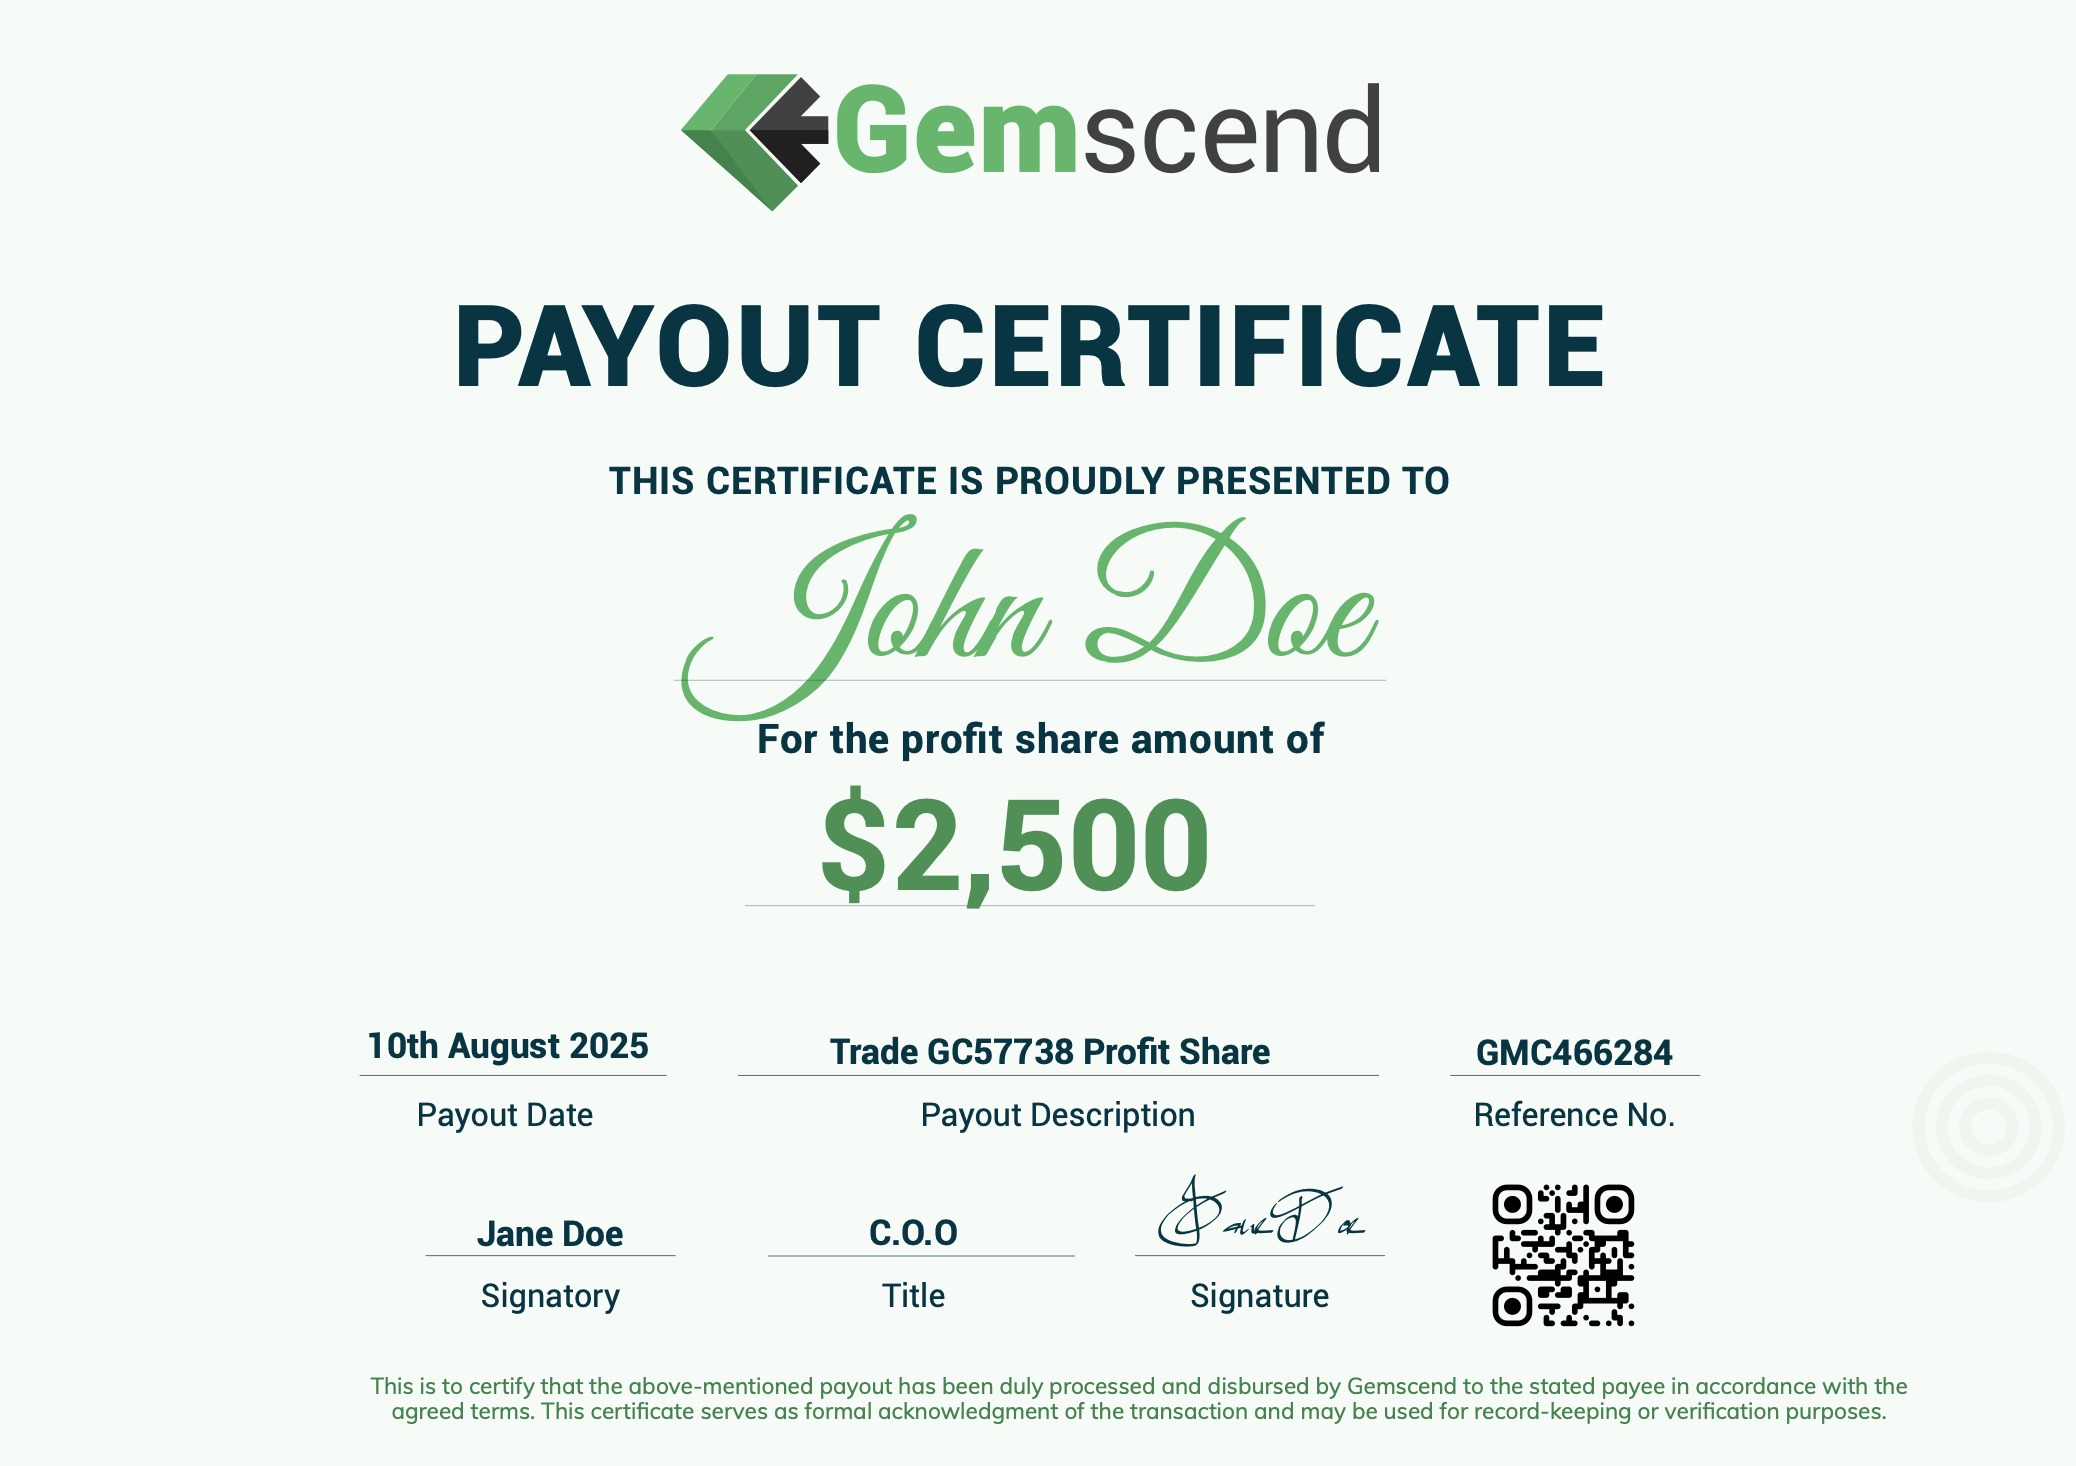 Gemscend
PAYOUT CERTIFICATE
THIS CERTIFICATE IS PROUDLY PRESENTED TO
John Doe
For the profit share amount of
$2,500
10th August 2025
Trade GC57738 Profit Share
GMC466284
Payout Date
Payout Description
Reference No.
Jane Doe
C.O.O
Jane Doe
Signatory
Title
Signature
This is to certify that the above-mentioned payout has been duly processed and disbursed by Gemscend to the stated payee in accordance with the
agreed terms. This certificate serves as formal acknowledgment of the transaction and may be used for record-keeping or verification purposes.